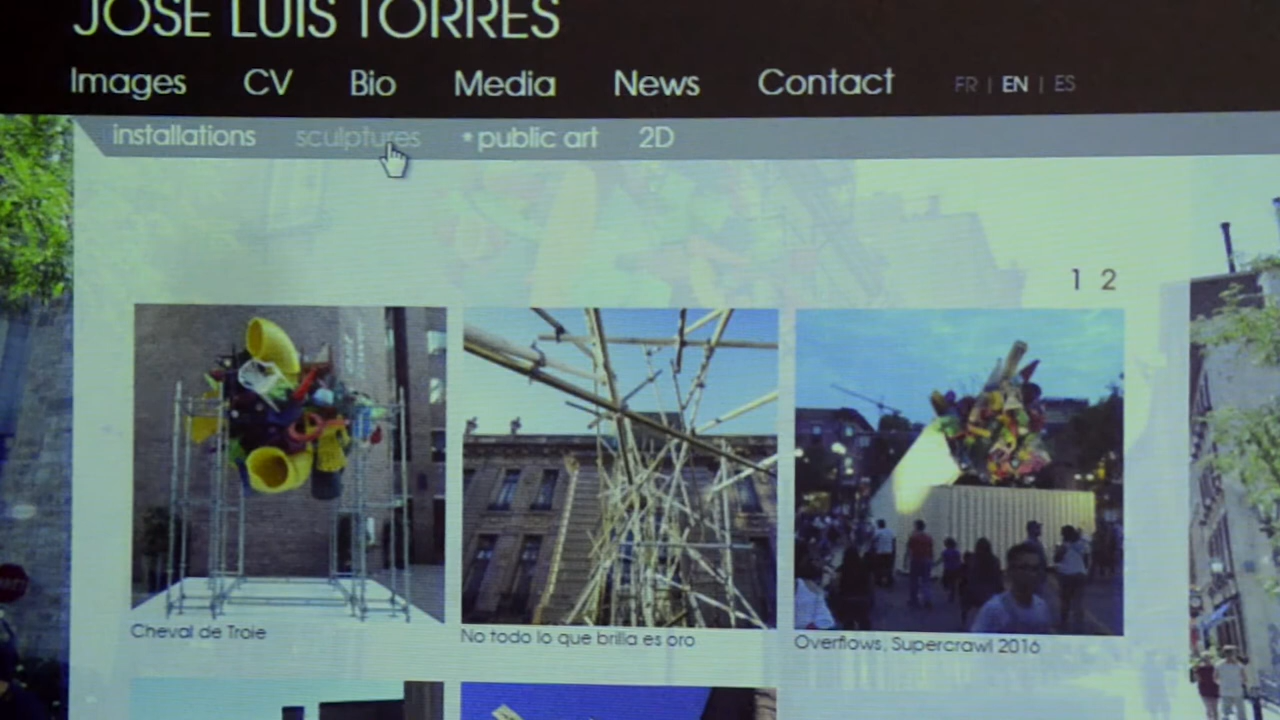 JOSE LUIS TORRES
Images CV Bio Media News Contact FR | EN | ES
installations sculptures * public art 2D
1 2
Cheval de Troie
No todo lo que brilla es oro
Overflows, Supercrawl 2016